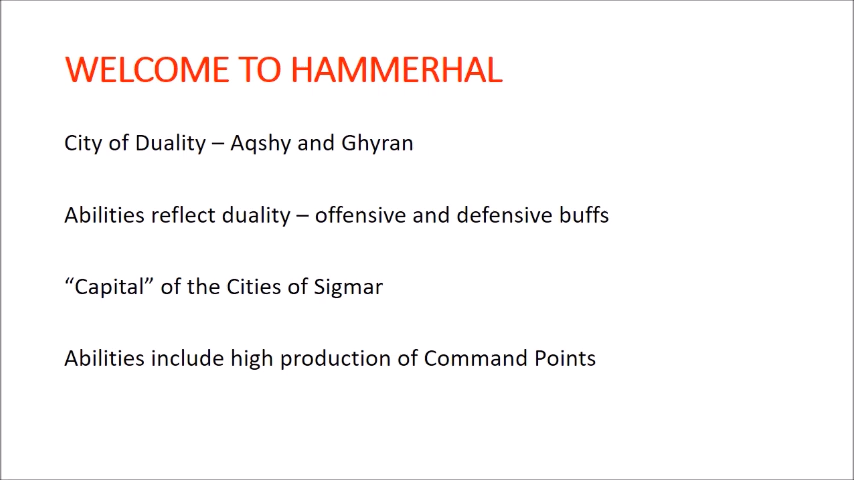 WELCOME TO HAMMERHAL
City of Duality – Aqshy and Ghyran
Abilities reflect duality – offensive and defensive buffs
“Capital” of the Cities of Sigmar
Abilities include high production of Command Points